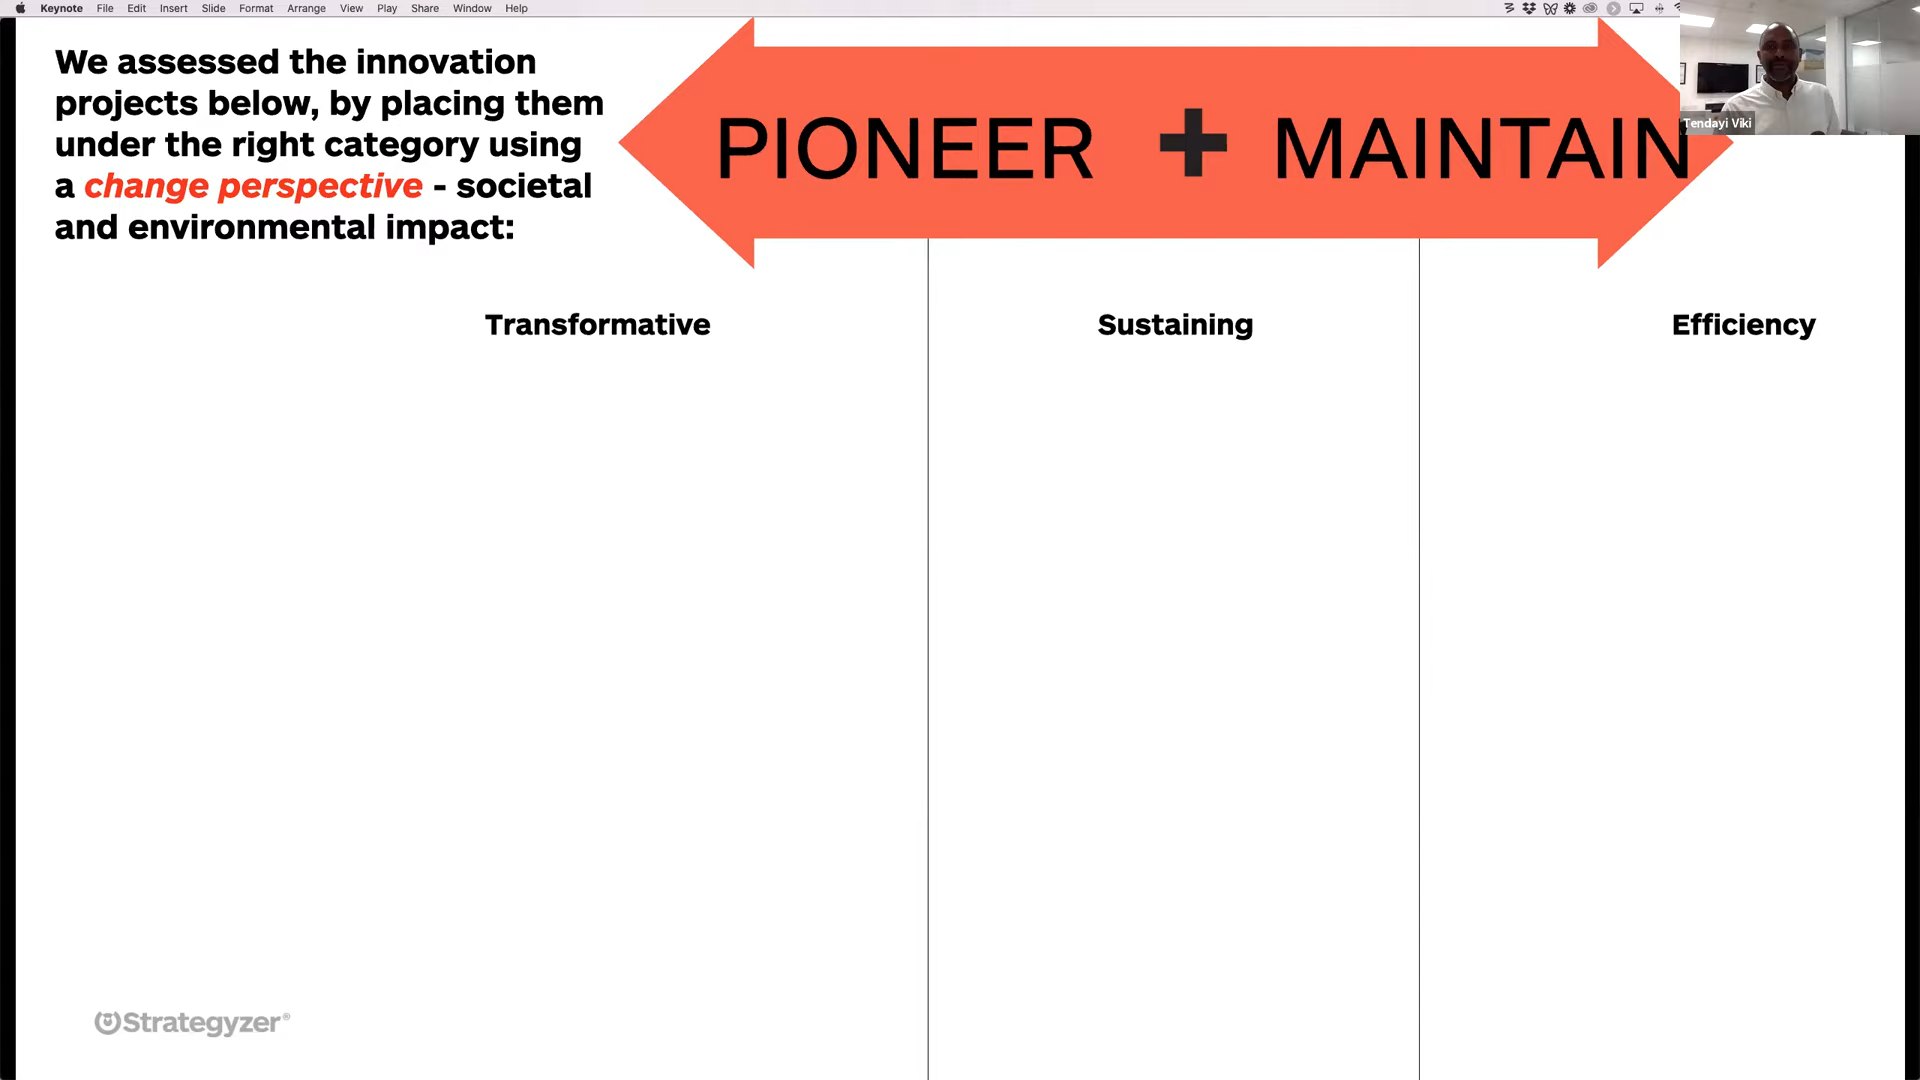 Keynote File Edit Insert Slide Format Arrange View Play Share Window Help
We assessed the innovation
projects below, by placing them
under the right category using
a change perspective - societal
and environmental impact:
PIONEER + MAINTAIN
Tendayi Viki
Transformative Sustaining Efficiency
Strategyzer®